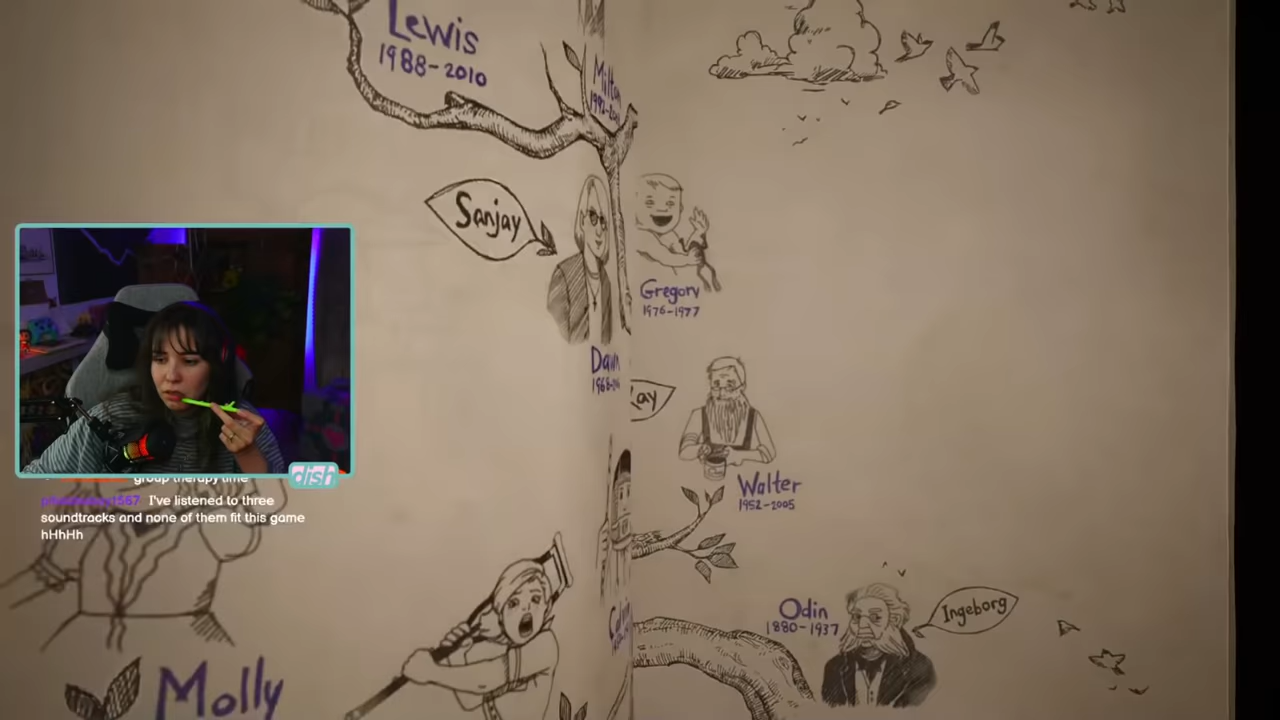 Lewis
1988-2010
Sanjay
Gregory
1976-1977
Walter
1952-2005
Odin
1880-1937
Ingeborg
Molly
dish
group therapy time
I've listened to three
soundtracks and none of them fit this game
hHhHh